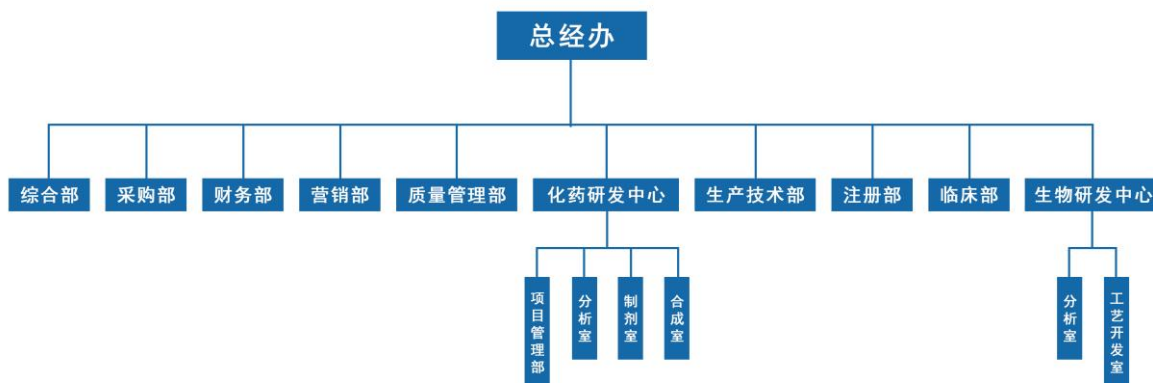 总经办
综合部
采购部
财务部
营销部
质量管理部
化药研发中心
生产技术部
注册部
临床部
生物研发中心
项目管理部
分析室
制剂室
合成室
分析室
工艺开发室